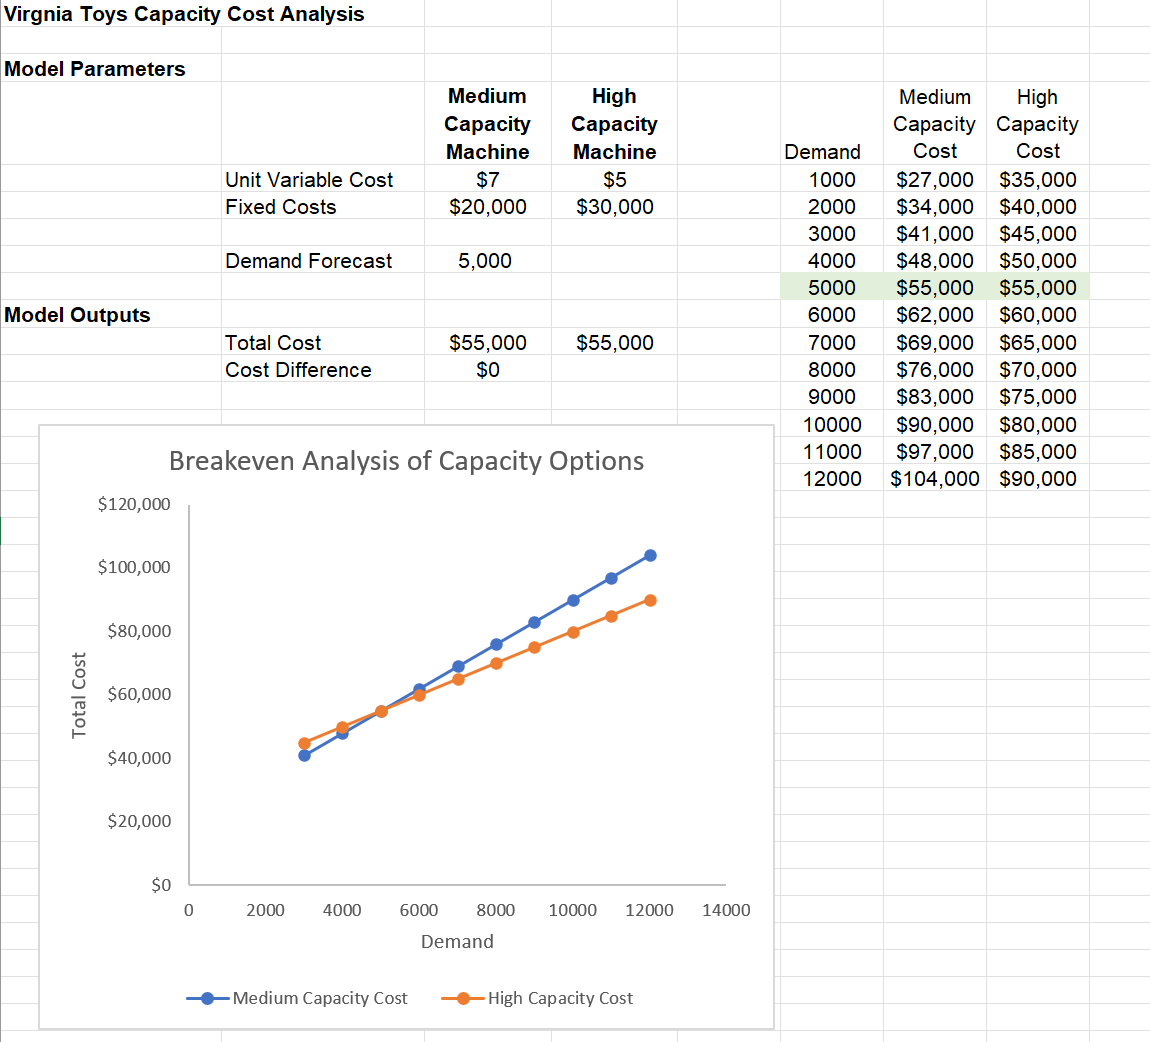 Virgnia Toys Capacity Cost Analysis
Model Parameters
Medium High Medium High
Capacity Capacity Capacity Capacity
Machine Machine Demand Cost Cost
Unit Variable Cost $7 $5 1000 $27,000 $35,000
Fixed Costs $20,000 $30,000 2000 $34,000 $40,000
3000 $41,000 $45,000
Demand Forecast 5,000 4000 $48,000 $50,000
5000 $55,000 $55,000
Model Outputs 6000 $62,000 $60,000
Total Cost $55,000 $55,000 7000 $69,000 $65,000
Cost Difference $0 8000 $76,000 $70,000
9000 $83,000 $75,000
10000 $90,000 $80,000
11000 $97,000 $85,000
12000 $104,000 $90,000
Breakeven Analysis of Capacity Options
$120,000
$100,000
$80,000
$60,000
$40,000
$20,000
$0
Total Cost
0 2000 4000 6000 8000 10000 12000 14000
Demand
Medium Capacity Cost High Capacity Cost